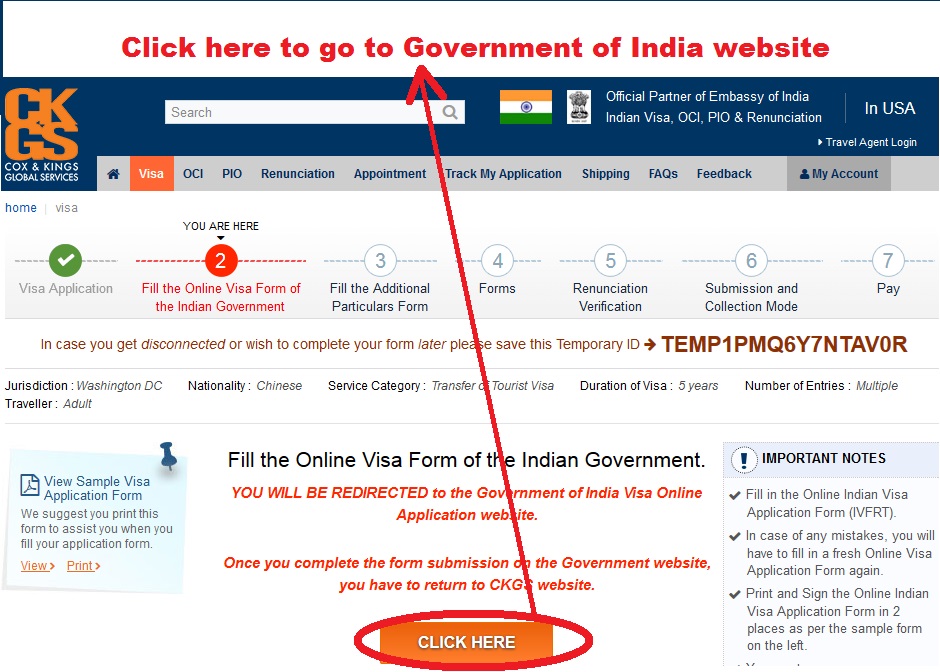 Click here to go to Government of India website
CK
GS
COX & KINGS
GLOBAL SERVICES
Search
Official Partner of Embassy of India
Indian Visa, OCI, PIO & Renunciation
In USA
Travel Agent Login
Visa OCI PIO Renunciation Appointment Track My Application Shipping FAQs Feedback My Account
home | visa
YOU ARE HERE
2 3 4 5 6 7
Visa Application
Fill the Online Visa Form of
the Indian Government
Fill the Additional
Particulars Form
Forms
Renunciation
Verification
Submission and
Collection Mode
Pay
In case you get disconnected or wish to complete your form later please save this Temporary ID → TEMP1PMQ6Y7NTAV0R
Jurisdiction : Washington DC Nationality : Chinese Service Category : Transfer of Tourist Visa Duration of Visa : 5 years Number of Entries : Multiple
Traveller : Adult
View Sample Visa
Application Form
We suggest you print this
form to assist you when you
fill your application form.
View Print
Fill the Online Visa Form of the Indian Government.
YOU WILL BE REDIRECTED to the Government of India Visa Online
Application website.
Once you complete the form submission on the Government website,
you have to return to CKGS website.
CLICK HERE
! IMPORTANT NOTES
Fill in the Online Indian Visa
Application Form (IVFRT).
In case of any mistakes, you will
have to fill in a fresh Online Visa
Application Form again.
Print and Sign the Online Indian
Visa Application Form in 2
places as per the sample form
on the left.